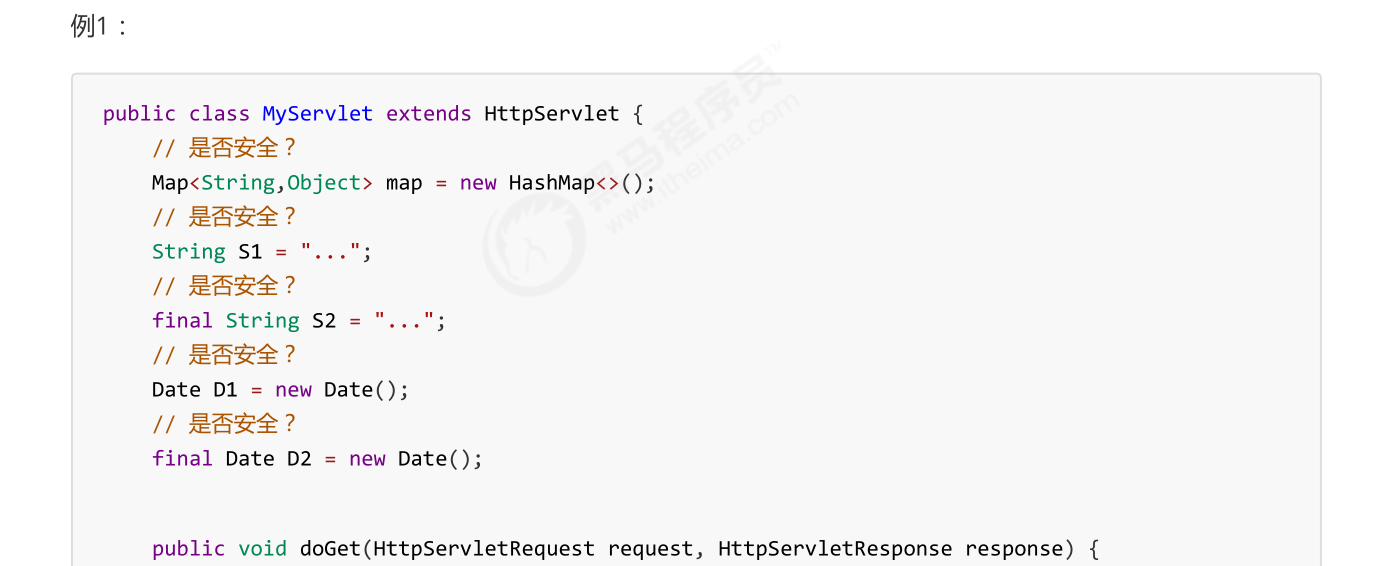 例1：
public class MyServlet extends HttpServlet {
// 是否安全？
Map<String,Object> map = new HashMap<>();
// 是否安全？
String S1 = "...";
// 是否安全？
final String S2 = "...";
// 是否安全？
Date D1 = new Date();
// 是否安全？
final Date D2 = new Date();
public void doGet(HttpServletRequest request, HttpServletResponse response) {
黑马程序员™
www.itheima.com